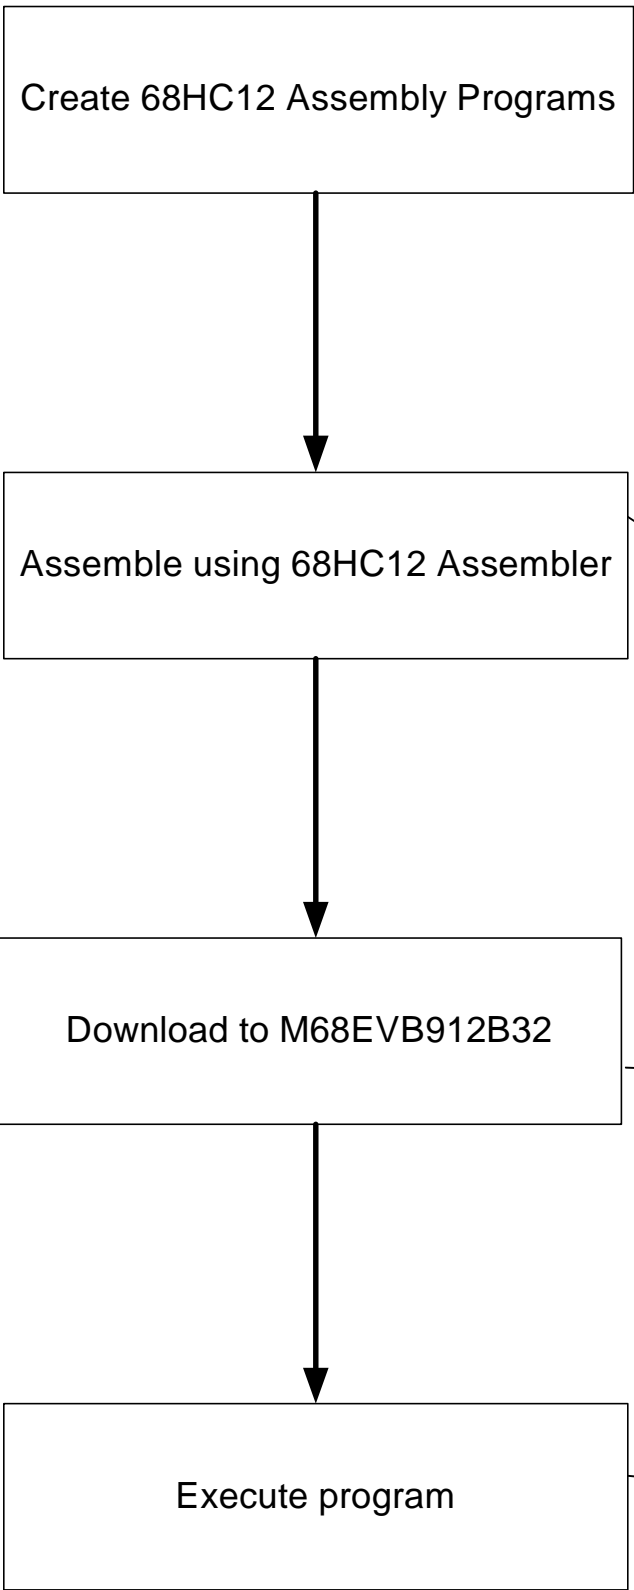 Create 68HC12 Assembly Programs
Assemble using 68HC12 Assembler
Download to M68EVB912B32
Execute program